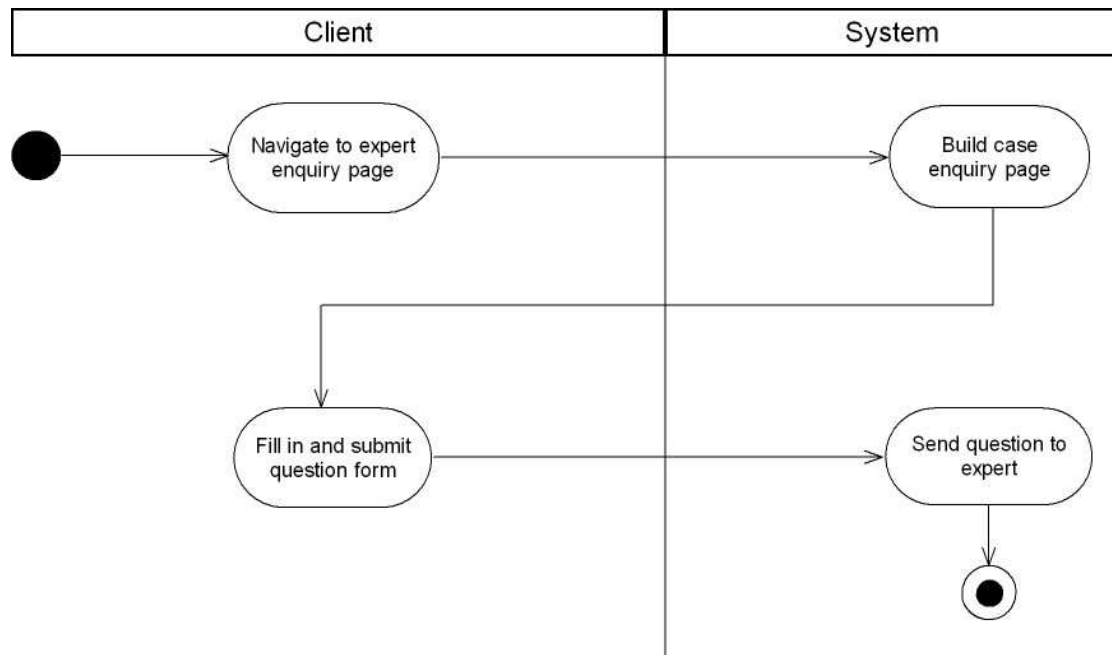 Client
System
Navigate to expert
enquiry page
Build case
enquiry page
Fill in and submit
question form
Send question to
expert